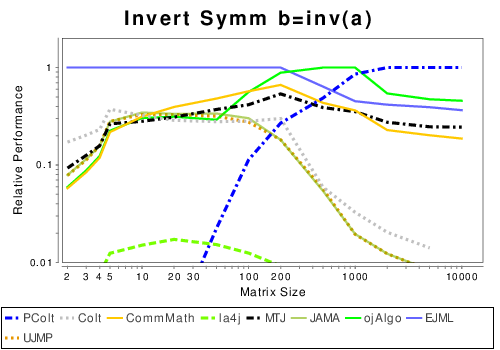 Invert Symm b=inv(a)
Relative Performance
1
0.1
0.01
2 3 4 5 10 20 30 100 200 1000 10000
Matrix Size
PColt Colt CommMath la4j MTJ JAMA ojAlgo EJML
UJMP